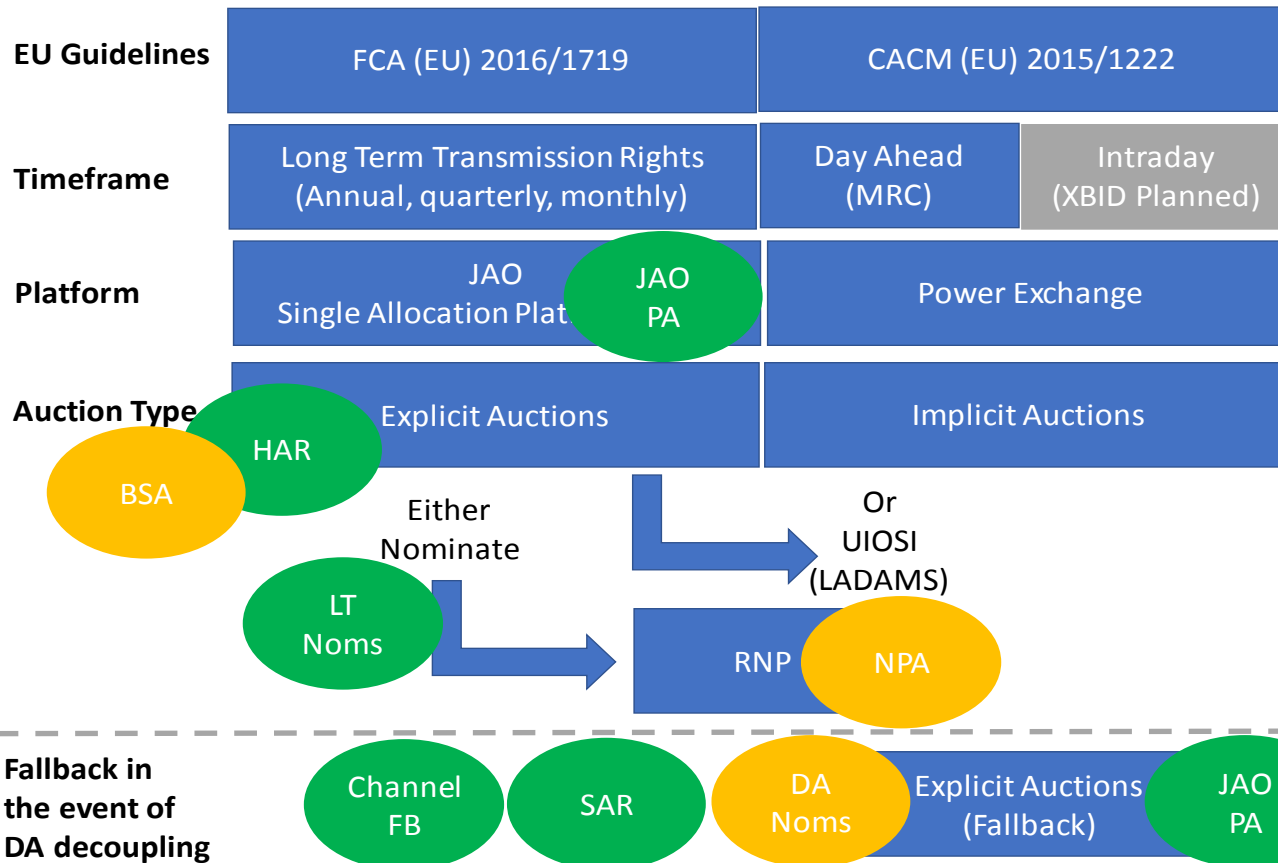 EU Guidelines
FCA (EU) 2016/1719
CACM (EU) 2015/1222
Timeframe
Long Term Transmission Rights
(Annual, quarterly, monthly)
Day Ahead
(MRC)
Intraday
(XBID Planned)
Platform
JAO
Single Allocation Plat
JAO
PA
Power Exchange
Auction Type
Explicit Auctions
Implicit Auctions
HAR
BSA
Either
Nominate
Or
UIOSI
(LADAMS)
LT
Noms
RNP
NPA
Fallback in
the event of
DA decoupling
Channel
FB
SAR
DA
Noms
Explicit Auctions
(Fallback)
JAO
PA